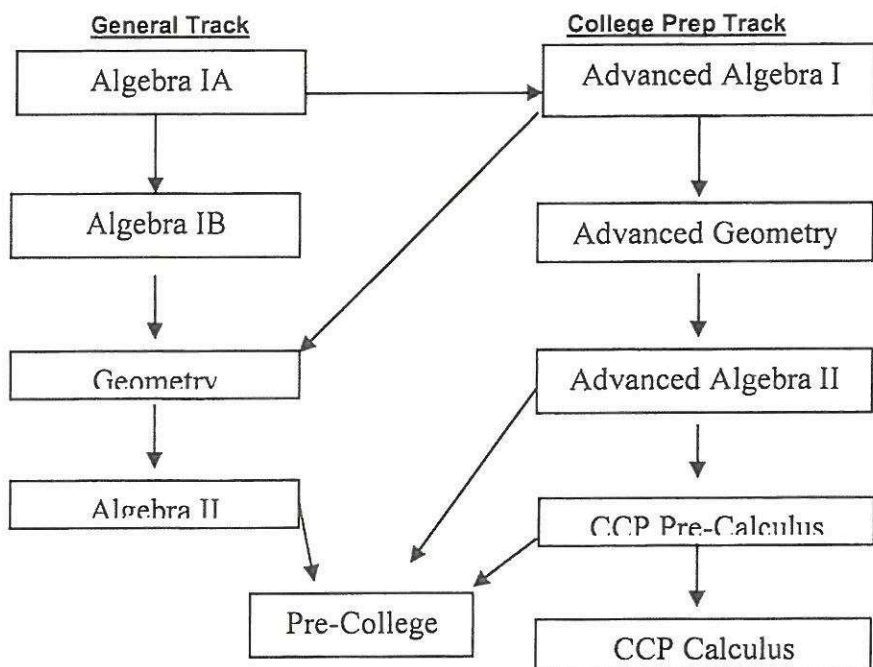 General Track
College Prep Track
Algebra IA
Advanced Algebra I
Algebra IB
Advanced Geometry
Geometry
Advanced Algebra II
Algebra II
CCP Pre-Calculus
Pre-College
CCP Calculus